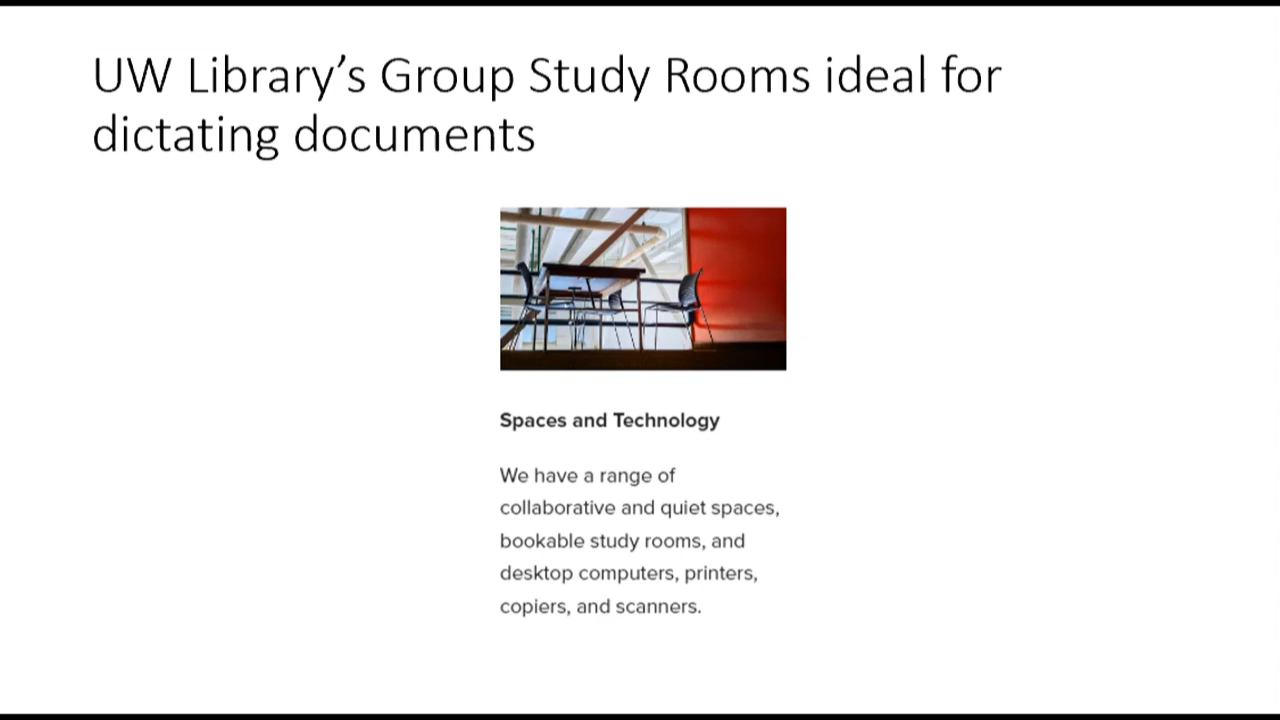 UW Library’s Group Study Rooms ideal for
dictating documents
Spaces and Technology
We have a range of
collaborative and quiet spaces,
bookable study rooms, and
desktop computers, printers,
copiers, and scanners.